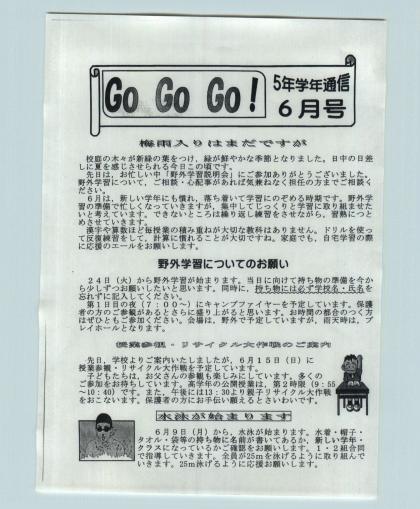 Go Go Go！
5年学年通信
6月号
梅雨入りはまだですが
校庭の木々が新緑の葉をつけ、緑が鮮やかな季節となりました。日中の日差
しに夏を感じさせられる今日この頃です。
先日は、お忙しい中「野外学習説明会」にご参加ありがとうございました。
野外学習について、ご相談・心配事があれば気兼ねなく担任の方までご相談くだ
さい。
6月は、新しい学年にも慣れ、落ち着いて学習にのぞめる時期です。野外学
習の準備で忙しくなっていきますが、集中してじっくりと学習に取り組ませたい
と考えています。できないところは繰り返し練習をさせながら、習熟につと
めさせていきます。
漢字や算数ほど毎授業の積み重ねが大切な教科はありません。ドリルを使っ
て反復練習をして、計算に慣れることが大切ですね。家庭でも、自宅学習の際
に応援のエールをお願いします。
野外学習についてのお願い
24日（火）から野外学習が始まります。当日に向けて持ち物の準備を今か
ら少しずつお願いしたいと思います。同時に、持ち物には必ず学校名・氏名を
忘れずに記入してください。
第1日目の夜（7：00～）にキャンプファイヤーを予定しています。保護
者の方のご参観があるとさらに盛り上がると思います。お時間の都合のつく方
はぜひともご参加ください。会場は、野外で予定していますが、雨天時は、プ
レイホールとなります。
授業参観・リサイクル大作戦のご案内
先日、学校よりご案内いたしましたが、6月15日（日）に
授業参観・リサイクル大作戦を予定しています。
子どもたちは、お父さんの参観も楽しみにしています。多くの
ご参加をお待ちしています。高学年の公開授業は、第2時限（9：55
～10：40）です。また、午後には13：30より親子リサイクル大作戦
をおこないます。保護者の方にお手伝い願えるとさいわいです。
水泳が始まります
6月9日（月）から、水泳が始まります。水着・帽子・
タオル・袋等の持ち物に名前が書いてあるか、新しい学年・
クラスになっているかご確認をお願いします。1・2組合同
で指導していきます。全員が25mを泳げるように取り組んで
いきます。25m泳げるように応援お願いします。